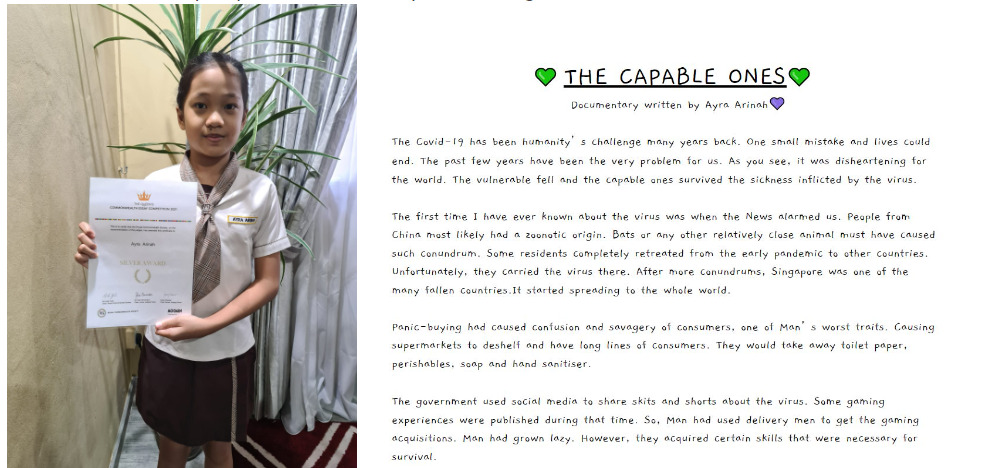 THE CAPABLE ONES
Documentary written by Ayra Arinah
The Covid-19 has been humanity's challenge many years back. One small mistake and lives could
end. The past few years have been the very problem for us. As you see, it was disheartening for
the world. The vulnerable fell and the capable ones survived the sickness inflicted by the virus.
The first time I have ever known about the virus was when the News alarmed us. People from
China most likely had a zoonotic origin. Bats or any other relatively close animal must have caused
such conundrum. Some residents completely retreated from the early pandemic to other countries.
Unfortunately, they carried the virus there. After more conundrums, Singapore was one of the
many fallen countries.It started spreading to the whole world.
Panic-buying had caused confusion and savagery of consumers, one of Man's worst traits. Causing
supermarkets to deshelf and have long lines of consumers. They would take away toilet paper,
perishables, soap and hand sanitiser.
The government used social media to share skits and shorts about the virus. Some gaming
experiences were published during that time. So, Man had used delivery men to get the gaming
acquisitions. Man had grown lazy. However, they acquired certain skills that were necessary for
survival.
SILVER AWARD